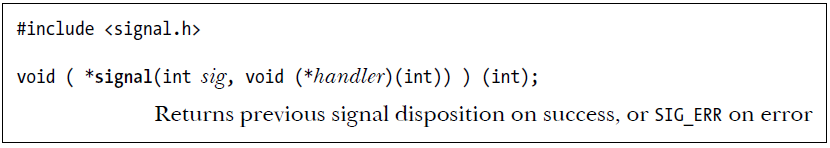 #include <signal.h>
void ( *signal(int sig, void (*handler)(int)) ) (int);
Returns previous signal disposition on success, or SIG_ERR on error